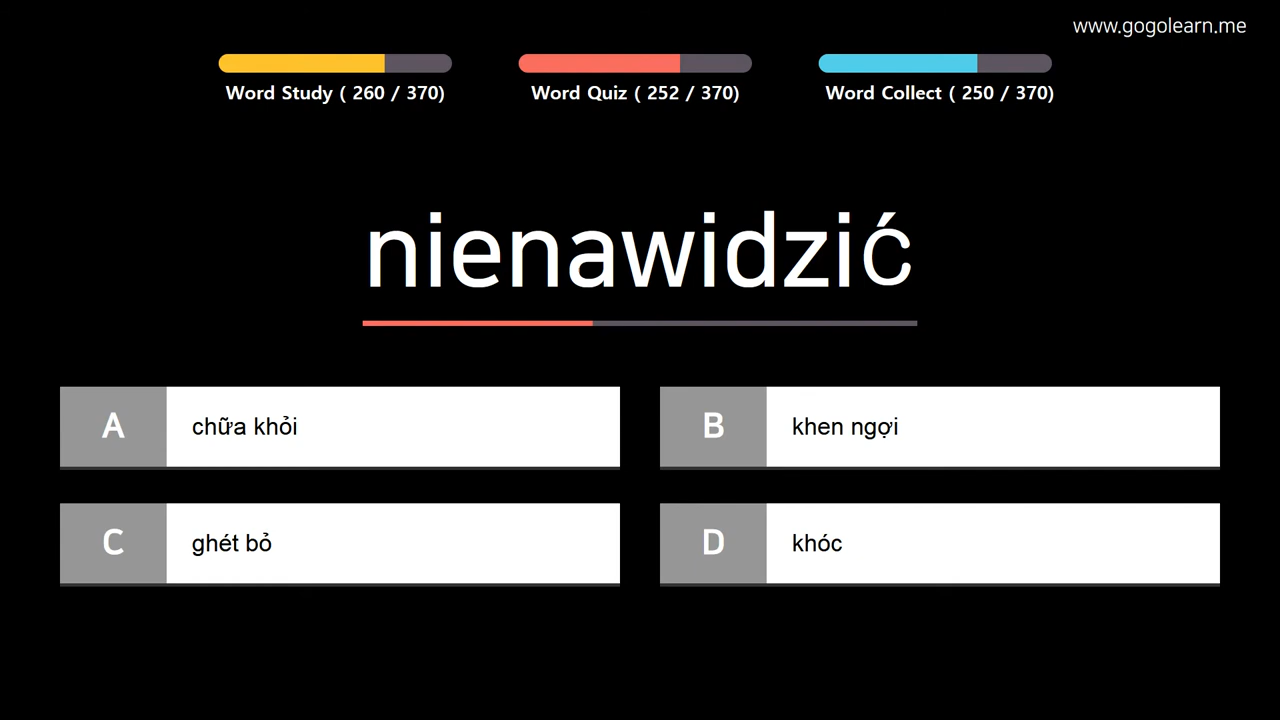 www.gogolearn.me
Word Study ( 260 / 370)
Word Quiz ( 252 / 370)
Word Collect ( 250 / 370)
nienawidzić
A chữa khỏi
B khen ngợi
C ghét bỏ
D khóc